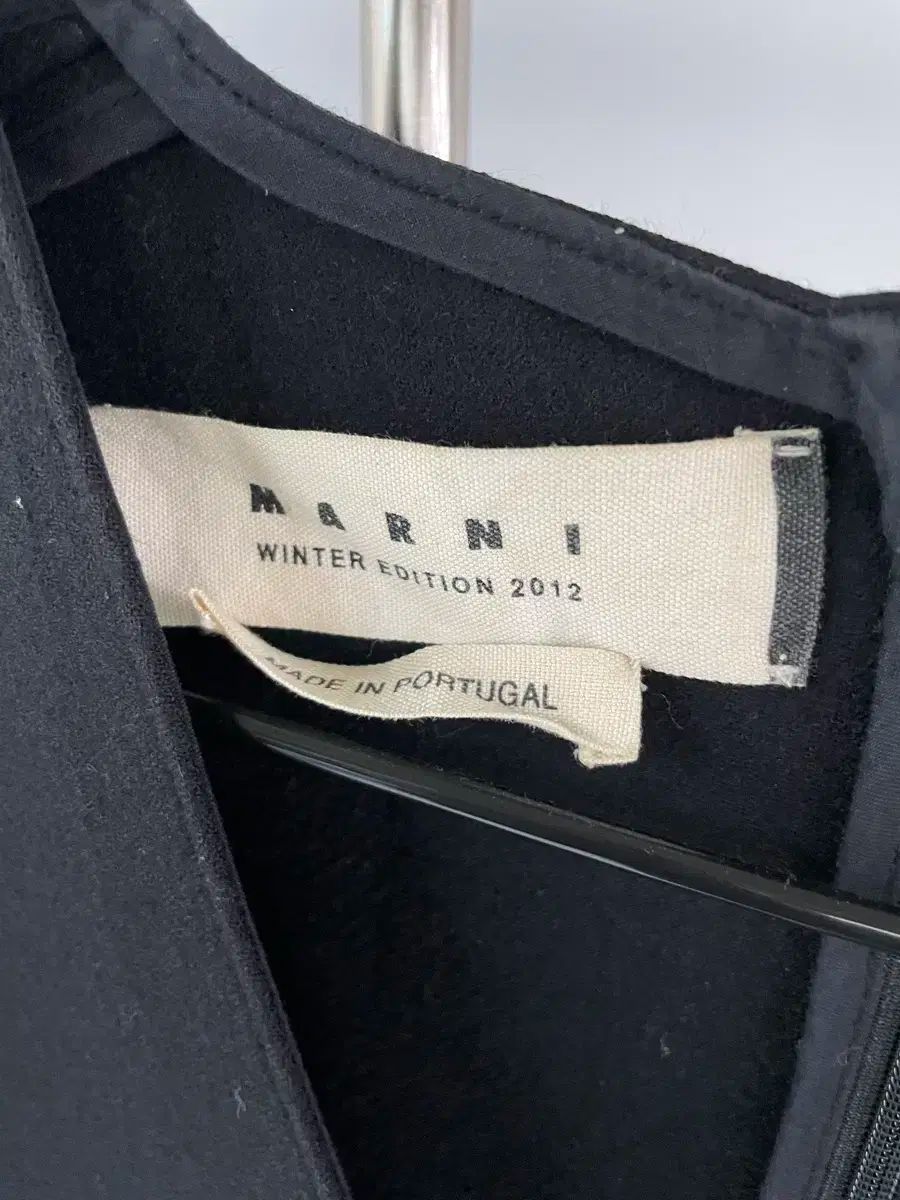 MARNI
WINTER EDITION 2012
MADE IN PORTUGAL